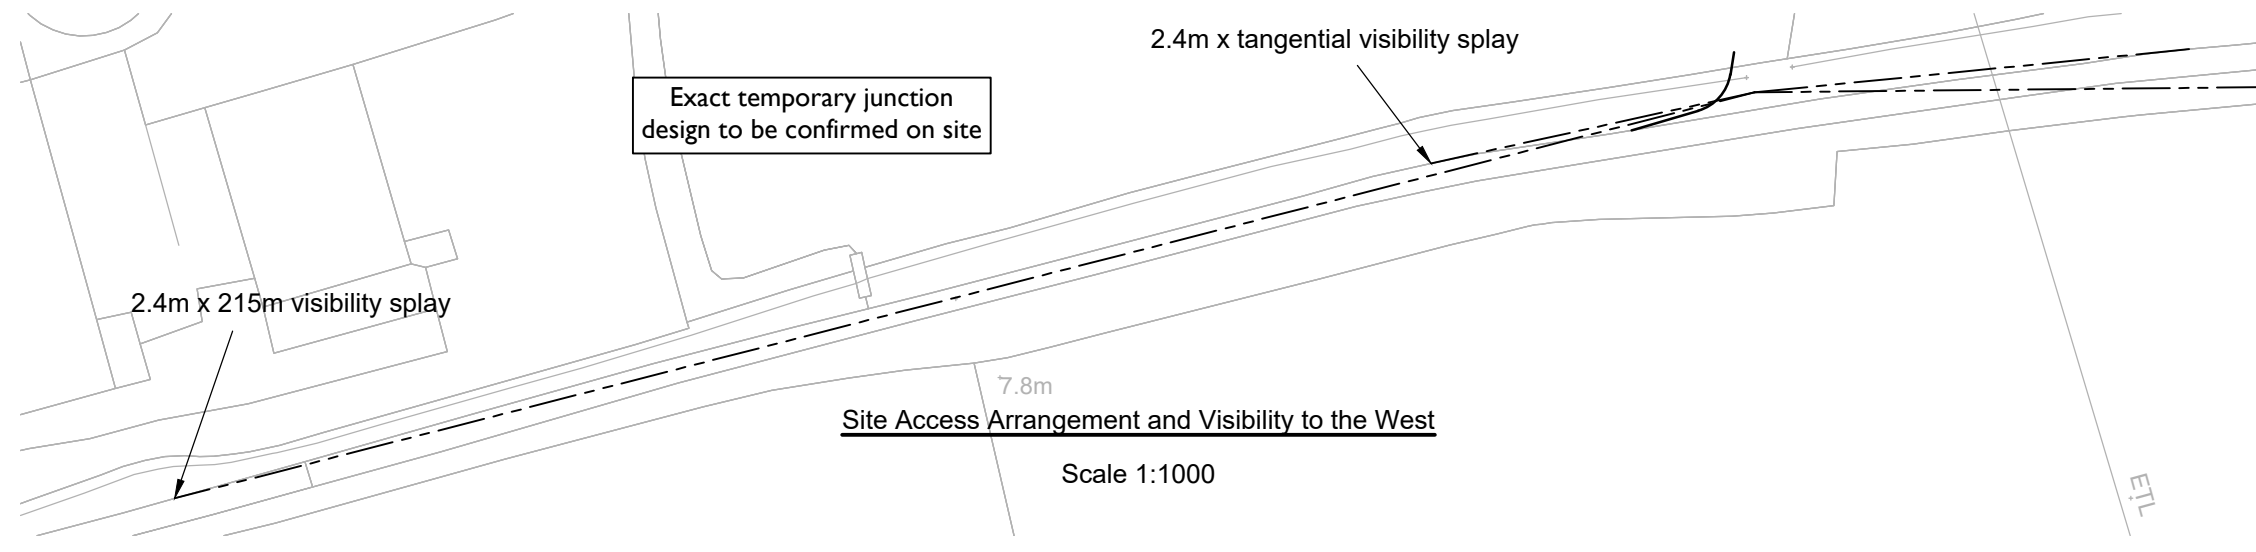 2.4m x tangential visibility splay
Exact temporary junction
design to be confirmed on site
2.4m x 215m visibility splay
7.8m
Site Access Arrangement and Visibility to the West
Scale 1:1000
ETL